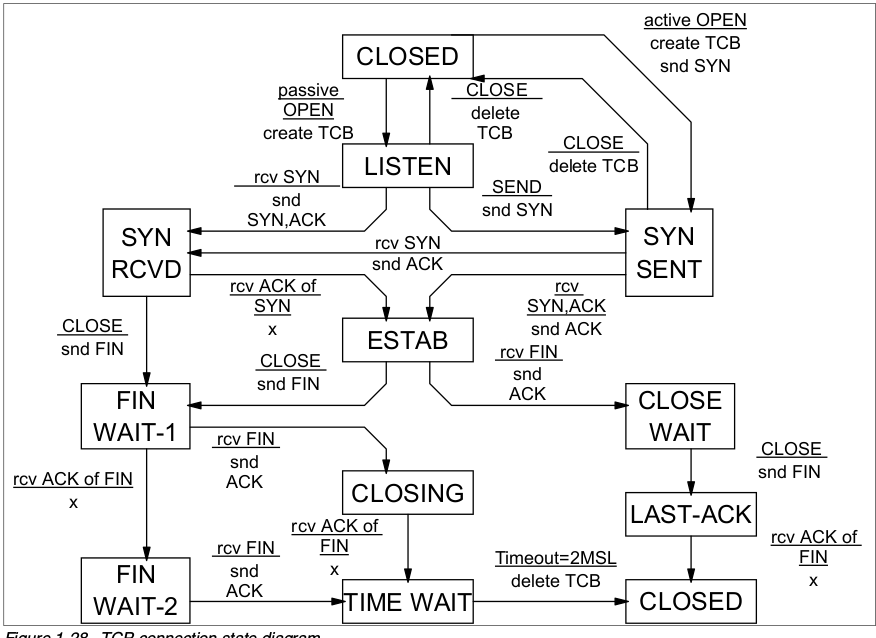 active OPEN
create TCB
snd SYN
CLOSED
passive
OPEN
create TCB
CLOSE
delete
TCB
CLOSE
delete TCB
LISTEN
rcv SYN
snd
SYN,ACK
SEND
snd SYN
SYN
RCVD
rcv SYN
snd ACK
SYN
SENT
rcv ACK of
SYN
x
rcv
SYN,ACK
snd ACK
CLOSE
snd FIN
ESTAB
CLOSE
snd FIN
rcv FIN
snd
ACK
FIN
WAIT-1
CLOSE
WAIT
rcv FIN
snd
ACK
CLOSE
snd FIN
rcv ACK of FIN
x
CLOSING
LAST-ACK
rcv ACK of
FIN
x
rcv ACK of
FIN
x
rcv FIN
snd
ACK
Timeout=2MSL
delete TCB
FIN
WAIT-2
TIME WAIT
CLOSED
Figure 1-28 TCP connection state diagram